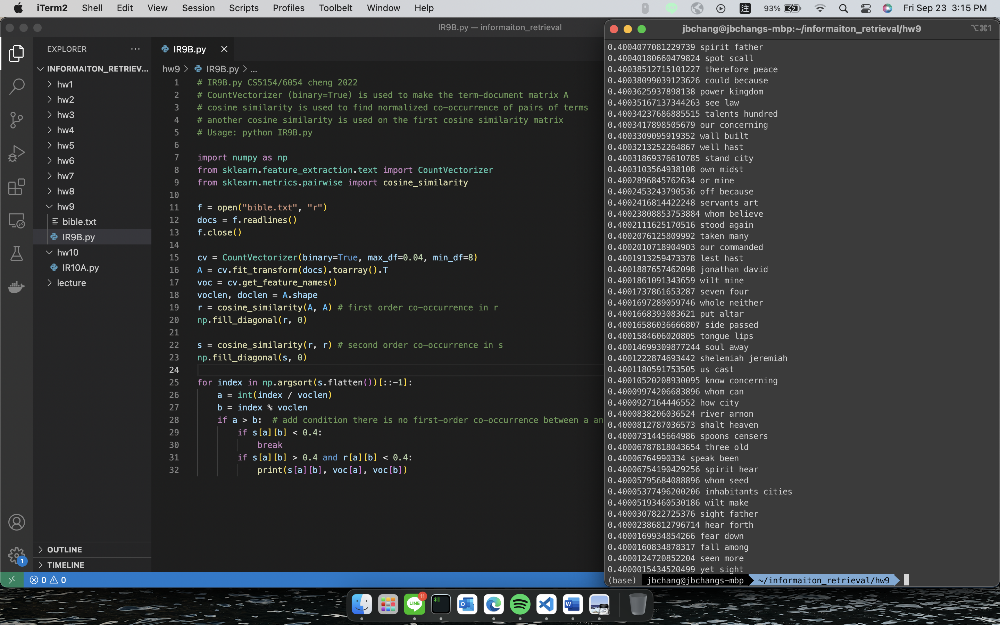 iTerm2 Shell Edit View Session Scripts Profiles Toolbelt Window Help 注 93% Fri Sep 23 3:15 PM
IR9B.py — informaiton_retrieval
EXPLORER ...
INFORMAITON_RETRIEV...
hw1
hw2
hw3
hw4
hw5
hw6
hw7
hw8
hw9
bible.txt
IR9B.py
hw10
IR10A.py
lecture
OUTLINE
TIMELINE
1
0 0
IR9B.py
hw9 > IR9B.py > ...
1 # IR9B.py CS5154/6054 cheng 2022
2 # CountVectorizer (binary=True) is used to make the term-document matrix A
3 # cosine similarity is used to find normalized co-occurrence of pairs of terms
4 # another cosine similarity is used on the first cosine similarity matrix
5 # Usage: python IR9B.py
6
7 import numpy as np
8 from sklearn.feature_extraction.text import CountVectorizer
9 from sklearn.metrics.pairwise import cosine_similarity
10
11 f = open("bible.txt", "r")
12 docs = f.readlines()
13 f.close()
14
15 cv = CountVectorizer(binary=True, max_df=0.04, min_df=8)
16 A = cv.fit_transform(docs).toarray().T
17 voc = cv.get_feature_names()
18 voclen, doclen = A.shape
19 r = cosine_similarity(A, A) # first order co-occurrence in r
20 np.fill_diagonal(r, 0)
21
22 s = cosine_similarity(r, r) # second order co-occurrence in s
23 np.fill_diagonal(s, 0)
24
25 for index in np.argsort(s.flatten())[::-1]:
26 a = int(index / voclen)
27 b = index % voclen
28 if a > b: # add condition there is no first-order co-occurrence between a an
29 if s[a][b] < 0.4:
30 break
31 if s[a][b] > 0.4 and r[a][b] < 0.4:
32 print(s[a][b], voc[a], voc[b])
jbchang@jbchangs-mbp:~/informaiton_retrieval/hw9 ⌥⌘1
0.4004077081229739 spirit father
0.40040180660479824 spot scall
0.40038512715101227 therefore peace
0.40038099039123626 could because
0.4003625937898138 power kingdom
0.40035167137344263 see law
0.40034237686885515 talents hundred
0.4003417898505679 our concerning
0.4003309095919352 wall built
0.4003213252264867 well hast
0.40031869376610785 stand city
0.4003103564938108 own midst
0.4002896845762634 or mine
0.4002453243790536 off because
0.4002416814422248 servants art
0.40023808853753884 whom believe
0.4002111625170516 stood again
0.4002076125809992 taken many
0.4002010718904903 our commanded
0.4001913259473378 lest hast
0.4001887657462098 jonathan david
0.4001861091343659 wilt mine
0.4001737861653287 seven four
0.4001697289059746 whole neither
0.4001668393083621 put altar
0.40016586036666807 side passed
0.4001584606020805 tongue lips
0.40014699309877244 soul away
0.4001222874693442 shelemiah jeremiah
0.4001180591753505 us cast
0.40010520208930095 know concerning
0.40009974206683896 whom can
0.4000927164446552 how city
0.4000838206036524 river arnon
0.4000812787036573 shalt heaven
0.4000731445664986 spoons censers
0.40006787818043654 three old
0.40006764990334 speak been
0.40006754190429256 spirit hear
0.40005795684088896 whom seed
0.40005377496200206 inhabitants cities
0.40005193460530186 wilt make
0.4000307822725376 sight father
0.40002386812796714 hear forth
0.4000169934854266 fear down
0.4000160834878317 fall among
0.4000124720852204 seen more
0.4000015434520499 yet sight
(base) jbchang@jbchangs-mbp ~/informaiton_retrieval/hw9
LINE 11 $ O W